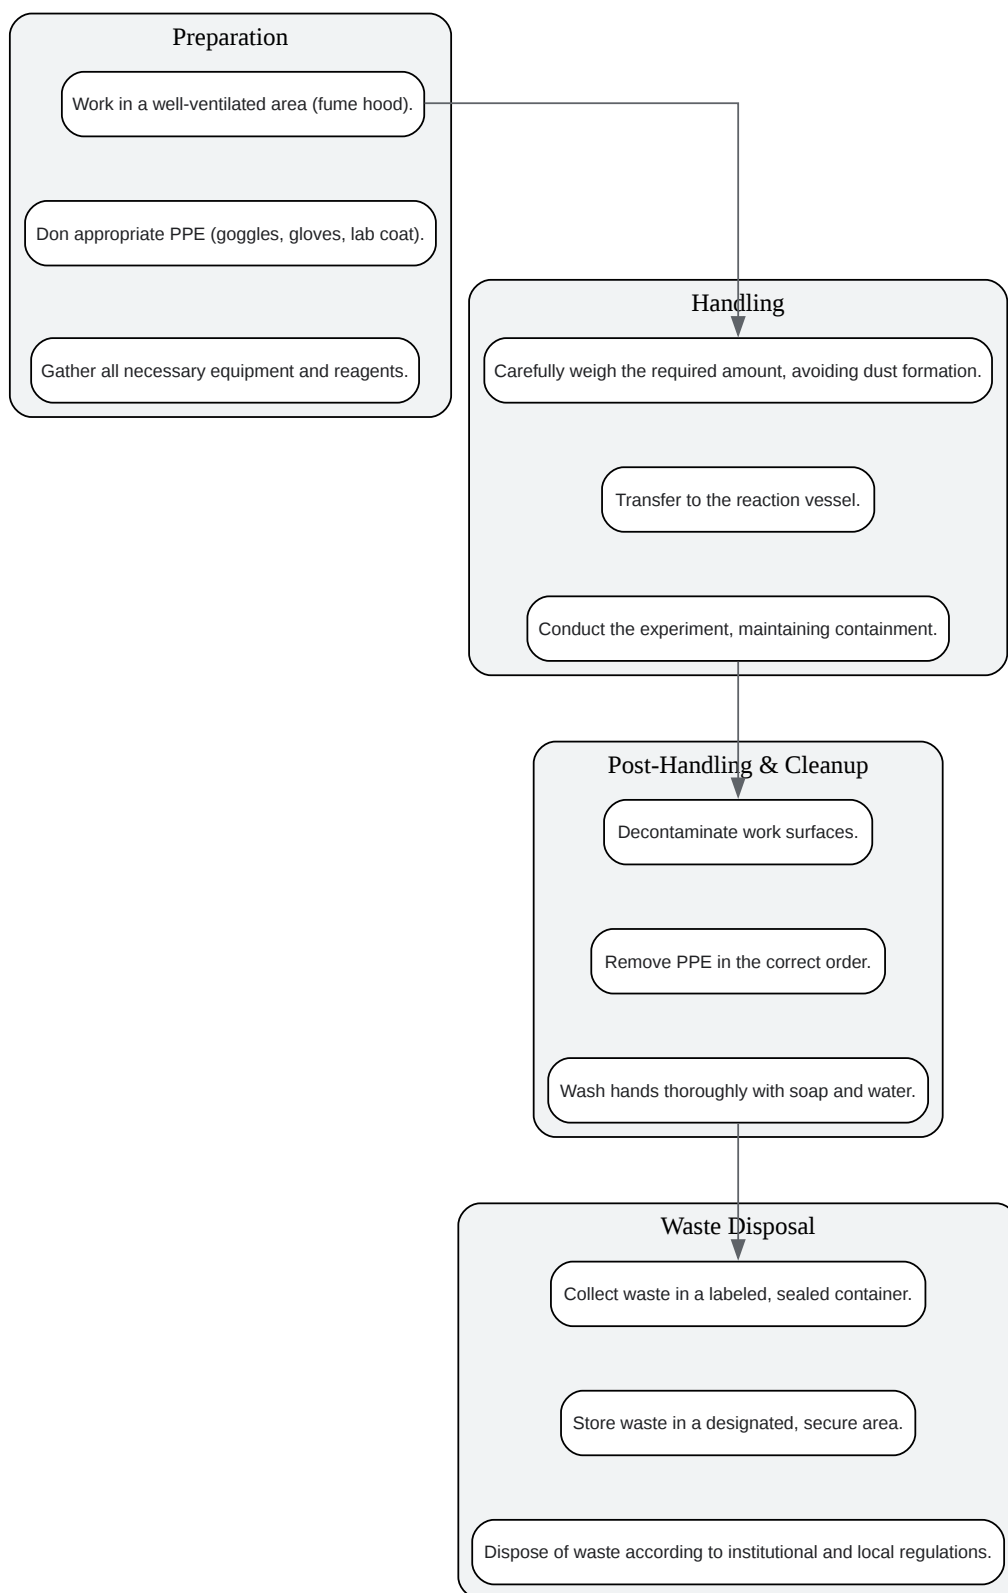 Preparation
Work in a well-ventilated area (fume hood).
Don appropriate PPE (goggles, gloves, lab coat).
Gather all necessary equipment and reagents.
Handling
Carefully weigh the required amount, avoiding dust formation.
Transfer to the reaction vessel.
Conduct the experiment, maintaining containment.
Post-Handling & Cleanup
Decontaminate work surfaces.
Remove PPE in the correct order.
Wash hands thoroughly with soap and water.
Waste Disposal
Collect waste in a labeled, sealed container.
Store waste in a designated, secure area.
Dispose of waste according to institutional and local regulations.